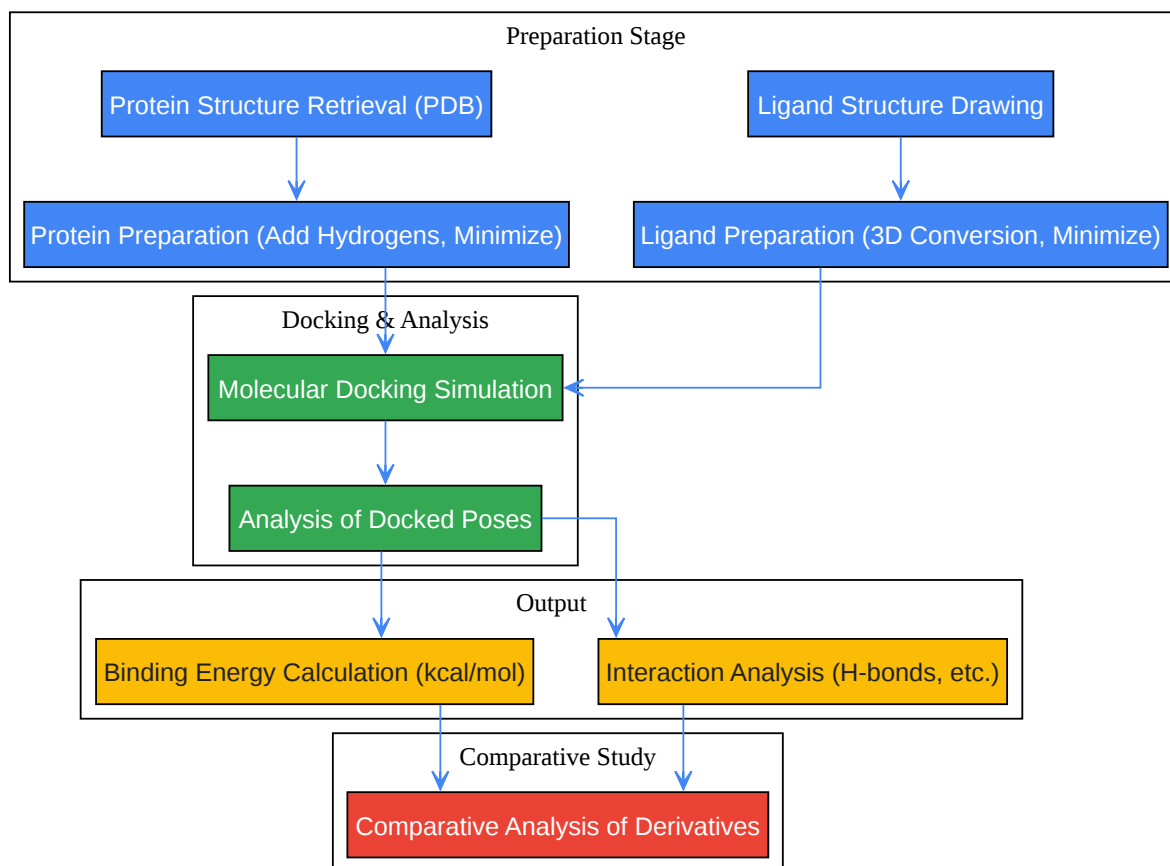 Preparation Stage
Protein Structure Retrieval (PDB)
Ligand Structure Drawing
Protein Preparation (Add Hydrogens, Minimize)
Ligand Preparation (3D Conversion, Minimize)
Docking & Analysis
Molecular Docking Simulation
Analysis of Docked Poses
Output
Binding Energy Calculation (kcal/mol)
Interaction Analysis (H-bonds, etc.)
Comparative Study
Comparative Analysis of Derivatives